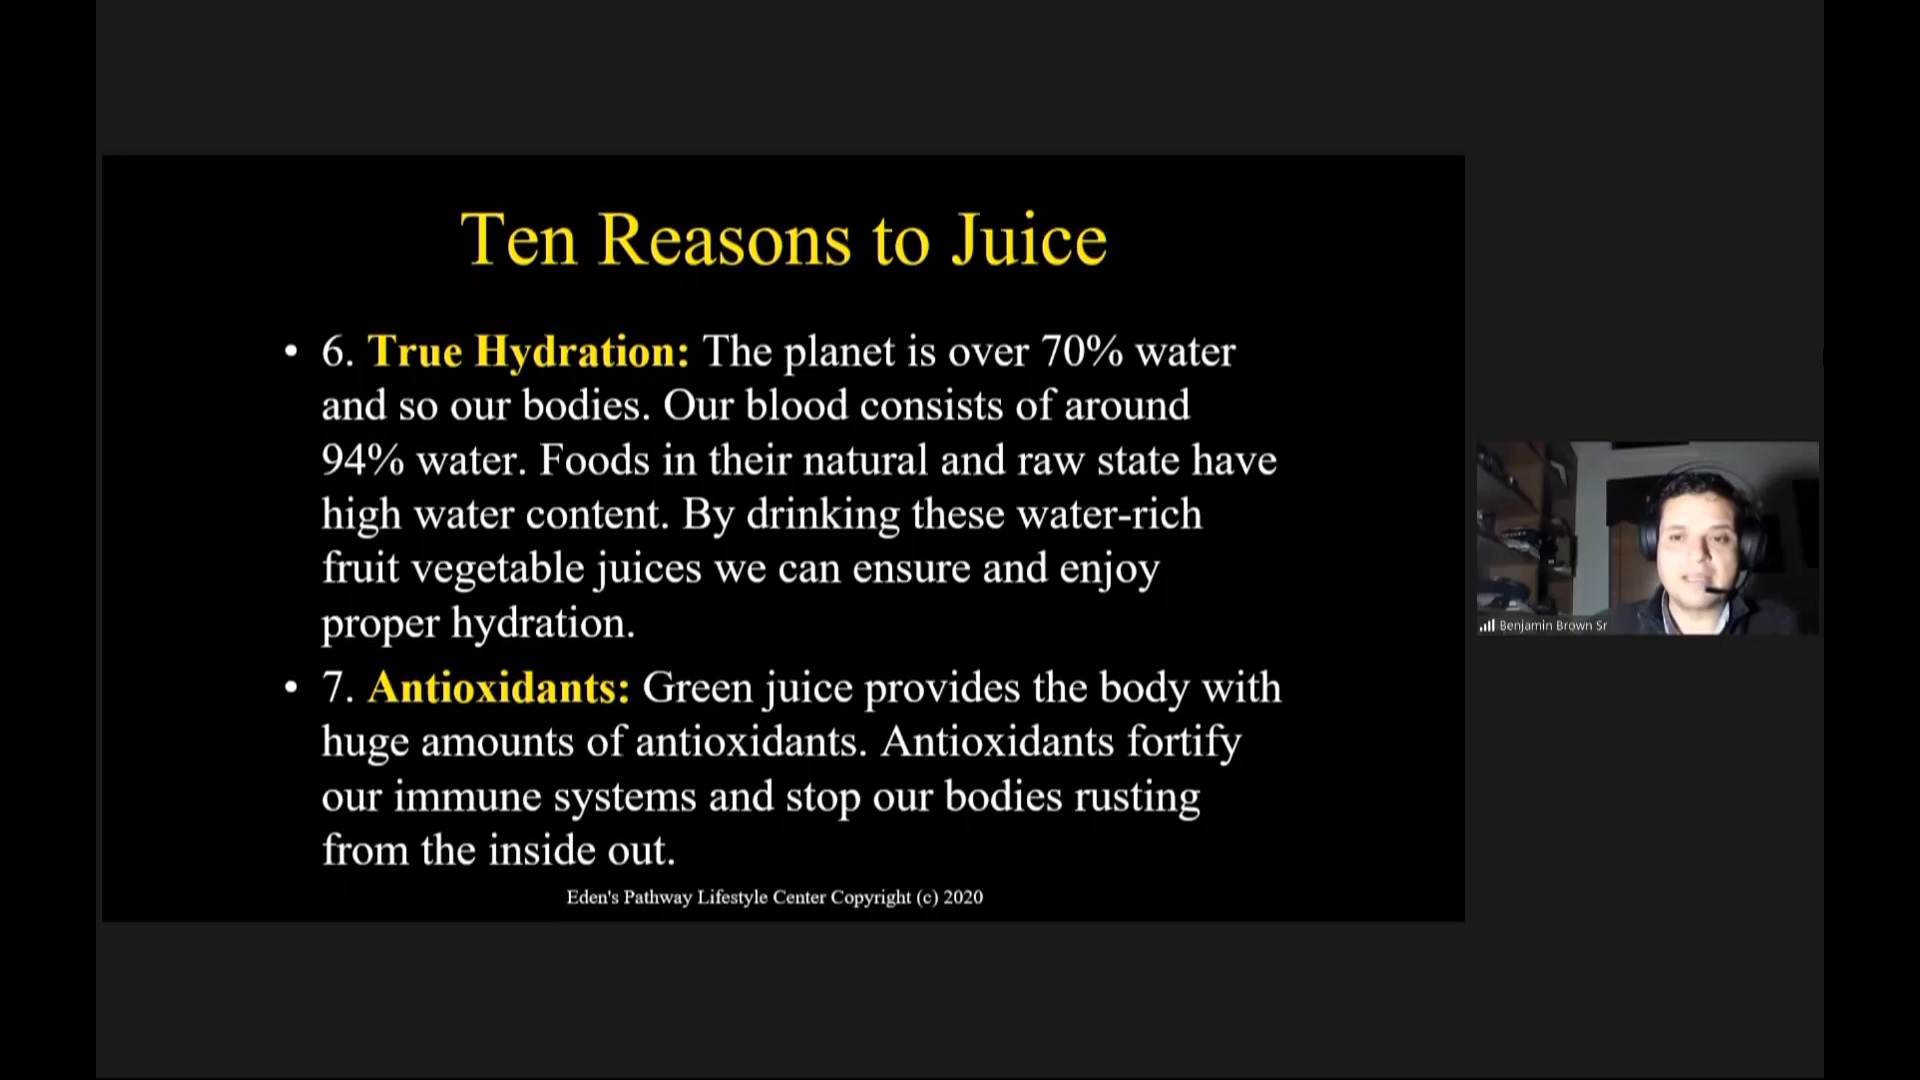 Ten Reasons to Juice
• 6. True Hydration: The planet is over 70% water
and so our bodies. Our blood consists of around
94% water. Foods in their natural and raw state have
high water content. By drinking these water-rich
fruit vegetable juices we can ensure and enjoy
proper hydration.
• 7. Antioxidants: Green juice provides the body with
huge amounts of antioxidants. Antioxidants fortify
our immune systems and stop our bodies rusting
from the inside out.
Eden's Pathway Lifestyle Center Copyright (c) 2020
Benjamin Brown Sr